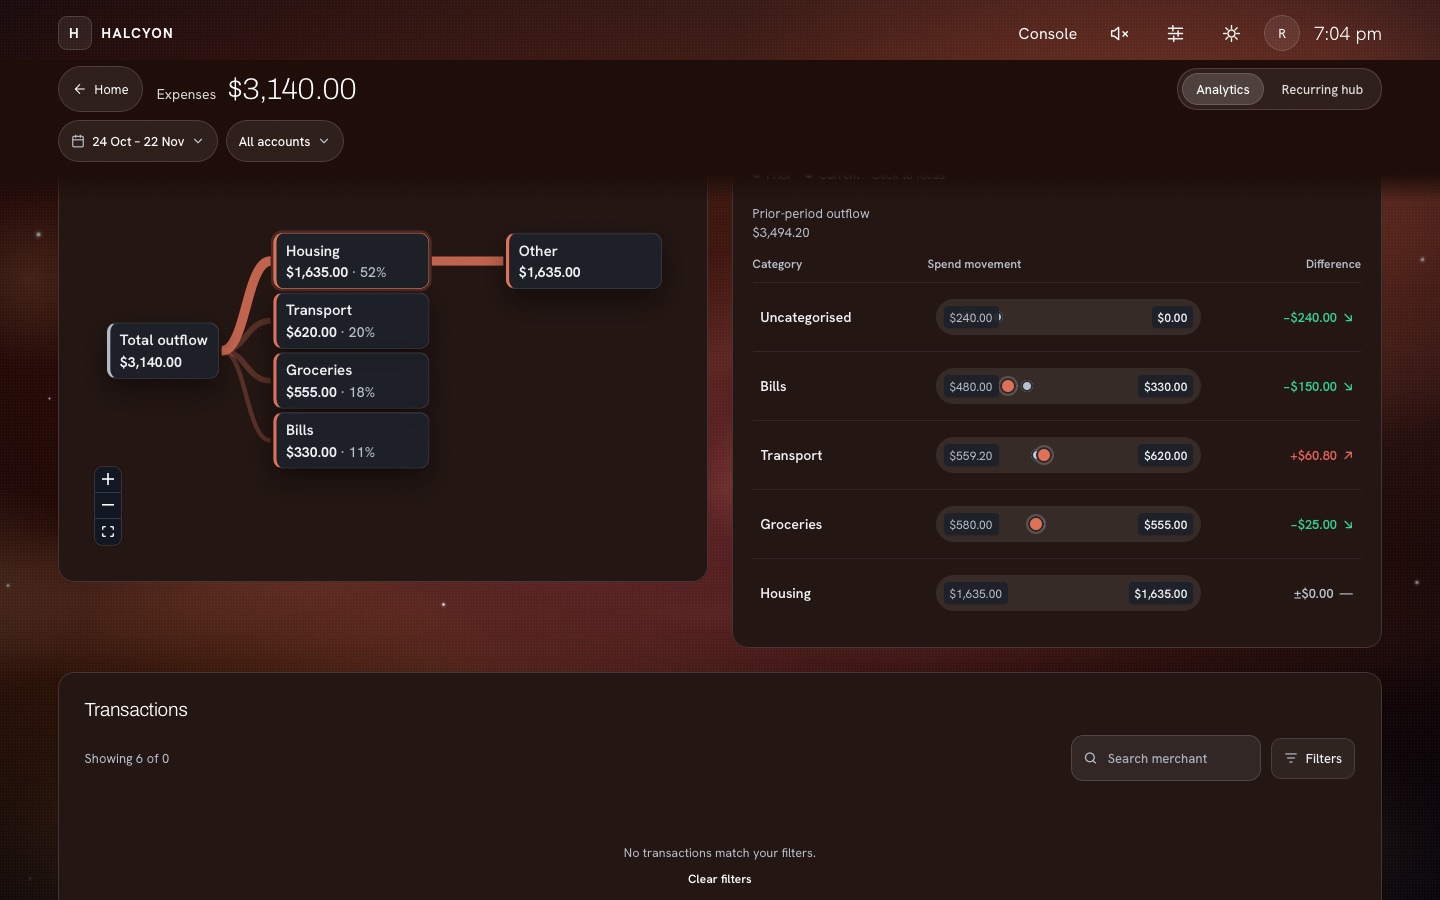 H HALCYON
Console
R
7:04 pm
Home
Expenses $3,140.00
Analytics
Recurring hub
24 Oct – 22 Nov
All accounts
Housing
$1,635.00 · 52%
Other
$1,635.00
Transport
$620.00 · 20%
Total outflow
$3,140.00
Groceries
$555.00 · 18%
Bills
$330.00 · 11%
Prior-period outflow
$3,494.20
Category Spend movement Difference
Uncategorised $240.00 $0.00 −$240.00
Bills $480.00 $330.00 −$150.00
Transport $559.20 $620.00 +$60.80
Groceries $580.00 $555.00 −$25.00
Housing $1,635.00 $1,635.00 ±$0.00
Transactions
Showing 6 of 0
Search merchant
Filters
No transactions match your filters.
Clear filters